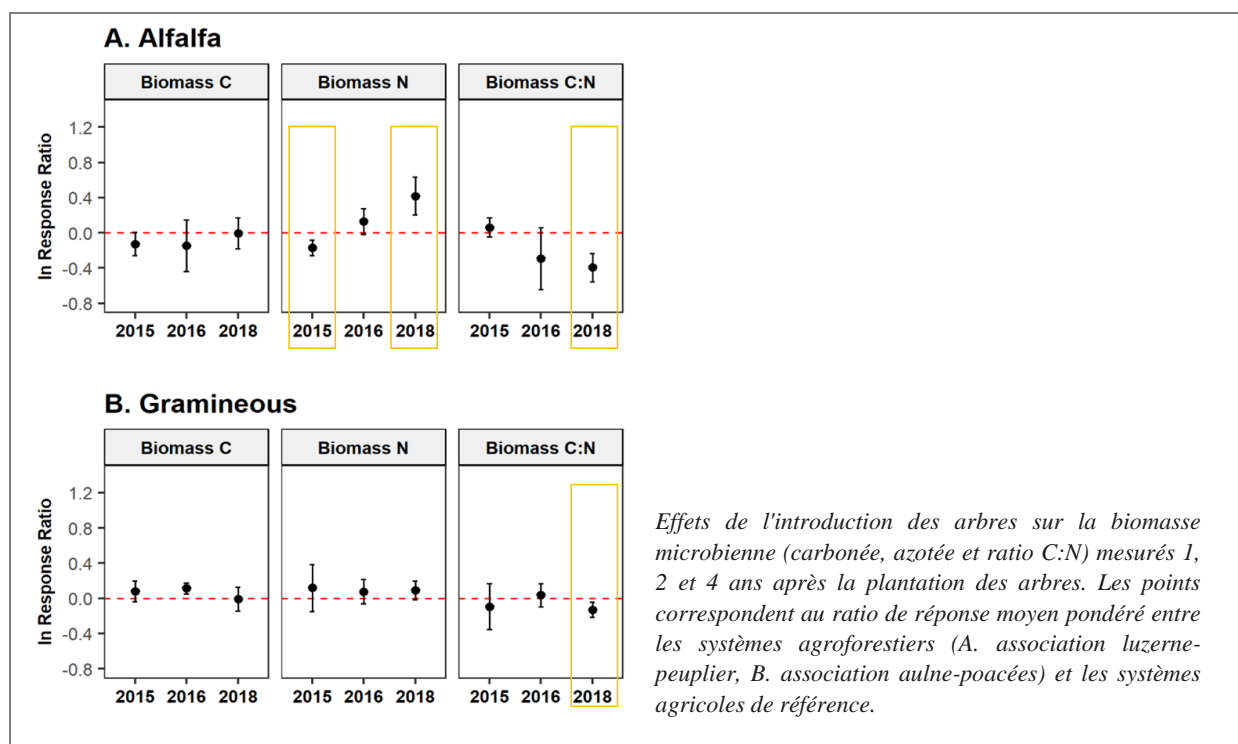 A. Alfalfa
Biomass C
Biomass N
Biomass C:N
ln Response Ratio
1.2
0.8
0.4
0.0
-0.4
-0.8
2015 2016 2018
2015 2016 2018
2015 2016 2018
B. Gramineous
Biomass C
Biomass N
Biomass C:N
ln Response Ratio
1.2
0.8
0.4
0.0
-0.4
-0.8
2015 2016 2018
2015 2016 2018
2015 2016 2018
Effets de l'introduction des arbres sur la biomasse
microbienne (carbonée, azotée et ratio C:N) mesurés 1,
2 et 4 ans après la plantation des arbres. Les points
correspondent au ratio de réponse moyen pondéré entre
les systèmes agroforestiers (A. association luzerne-
peuplier, B. association aulne-poacées) et les systèmes
agricoles de référence.